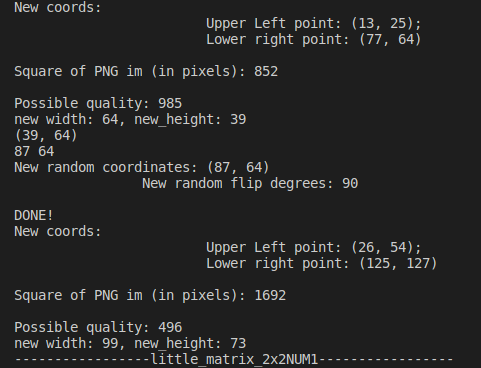 New coords:
Upper Left point: (13, 25);
Lower right point: (77, 64)
Square of PNG im (in pixels): 852
Possible quality: 985
new width: 64, new_height: 39
(39, 64)
87 64
New random coordinates: (87, 64)
New random flip degrees: 90
DONE!
New coords:
Upper Left point: (26, 54);
Lower right point: (125, 127)
Square of PNG im (in pixels): 1692
Possible quality: 496
new width: 99, new_height: 73
-----------------little_matrix_2x2NUM1-----------------